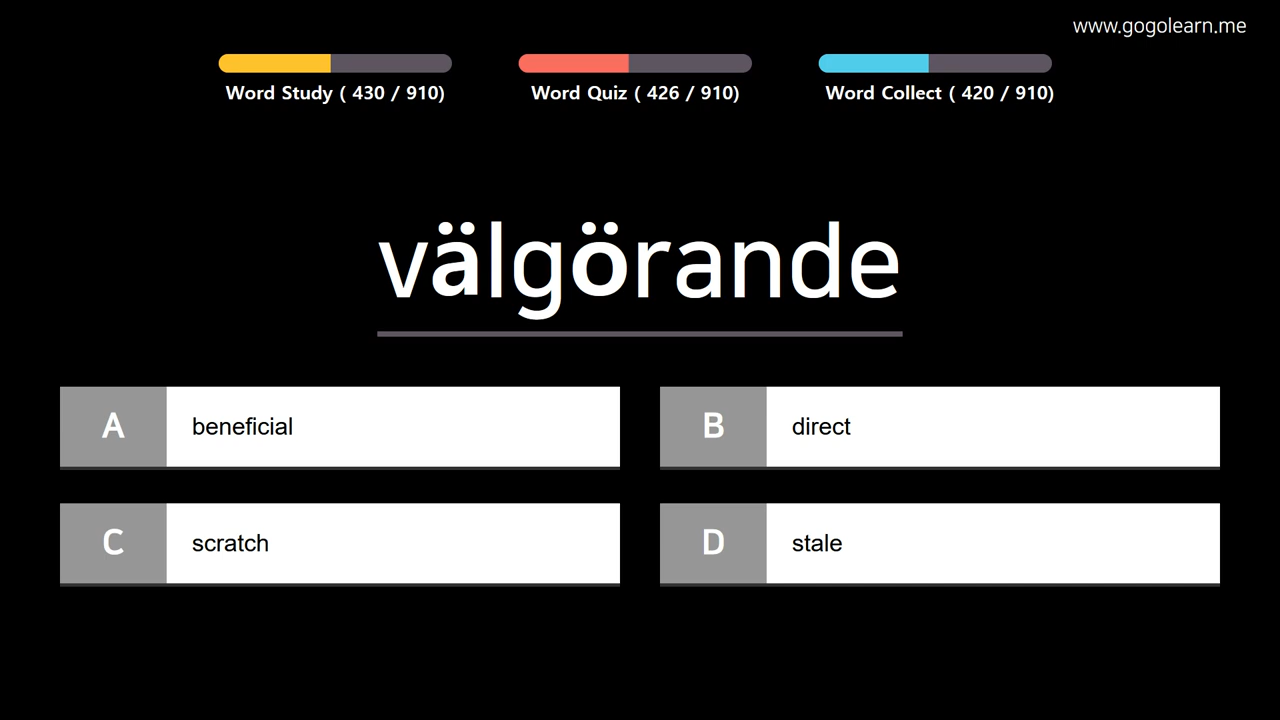 www.gogolearn.me
Word Study ( 430 / 910)
Word Quiz ( 426 / 910)
Word Collect ( 420 / 910)
välgörande
A beneficial
B direct
C scratch
D stale